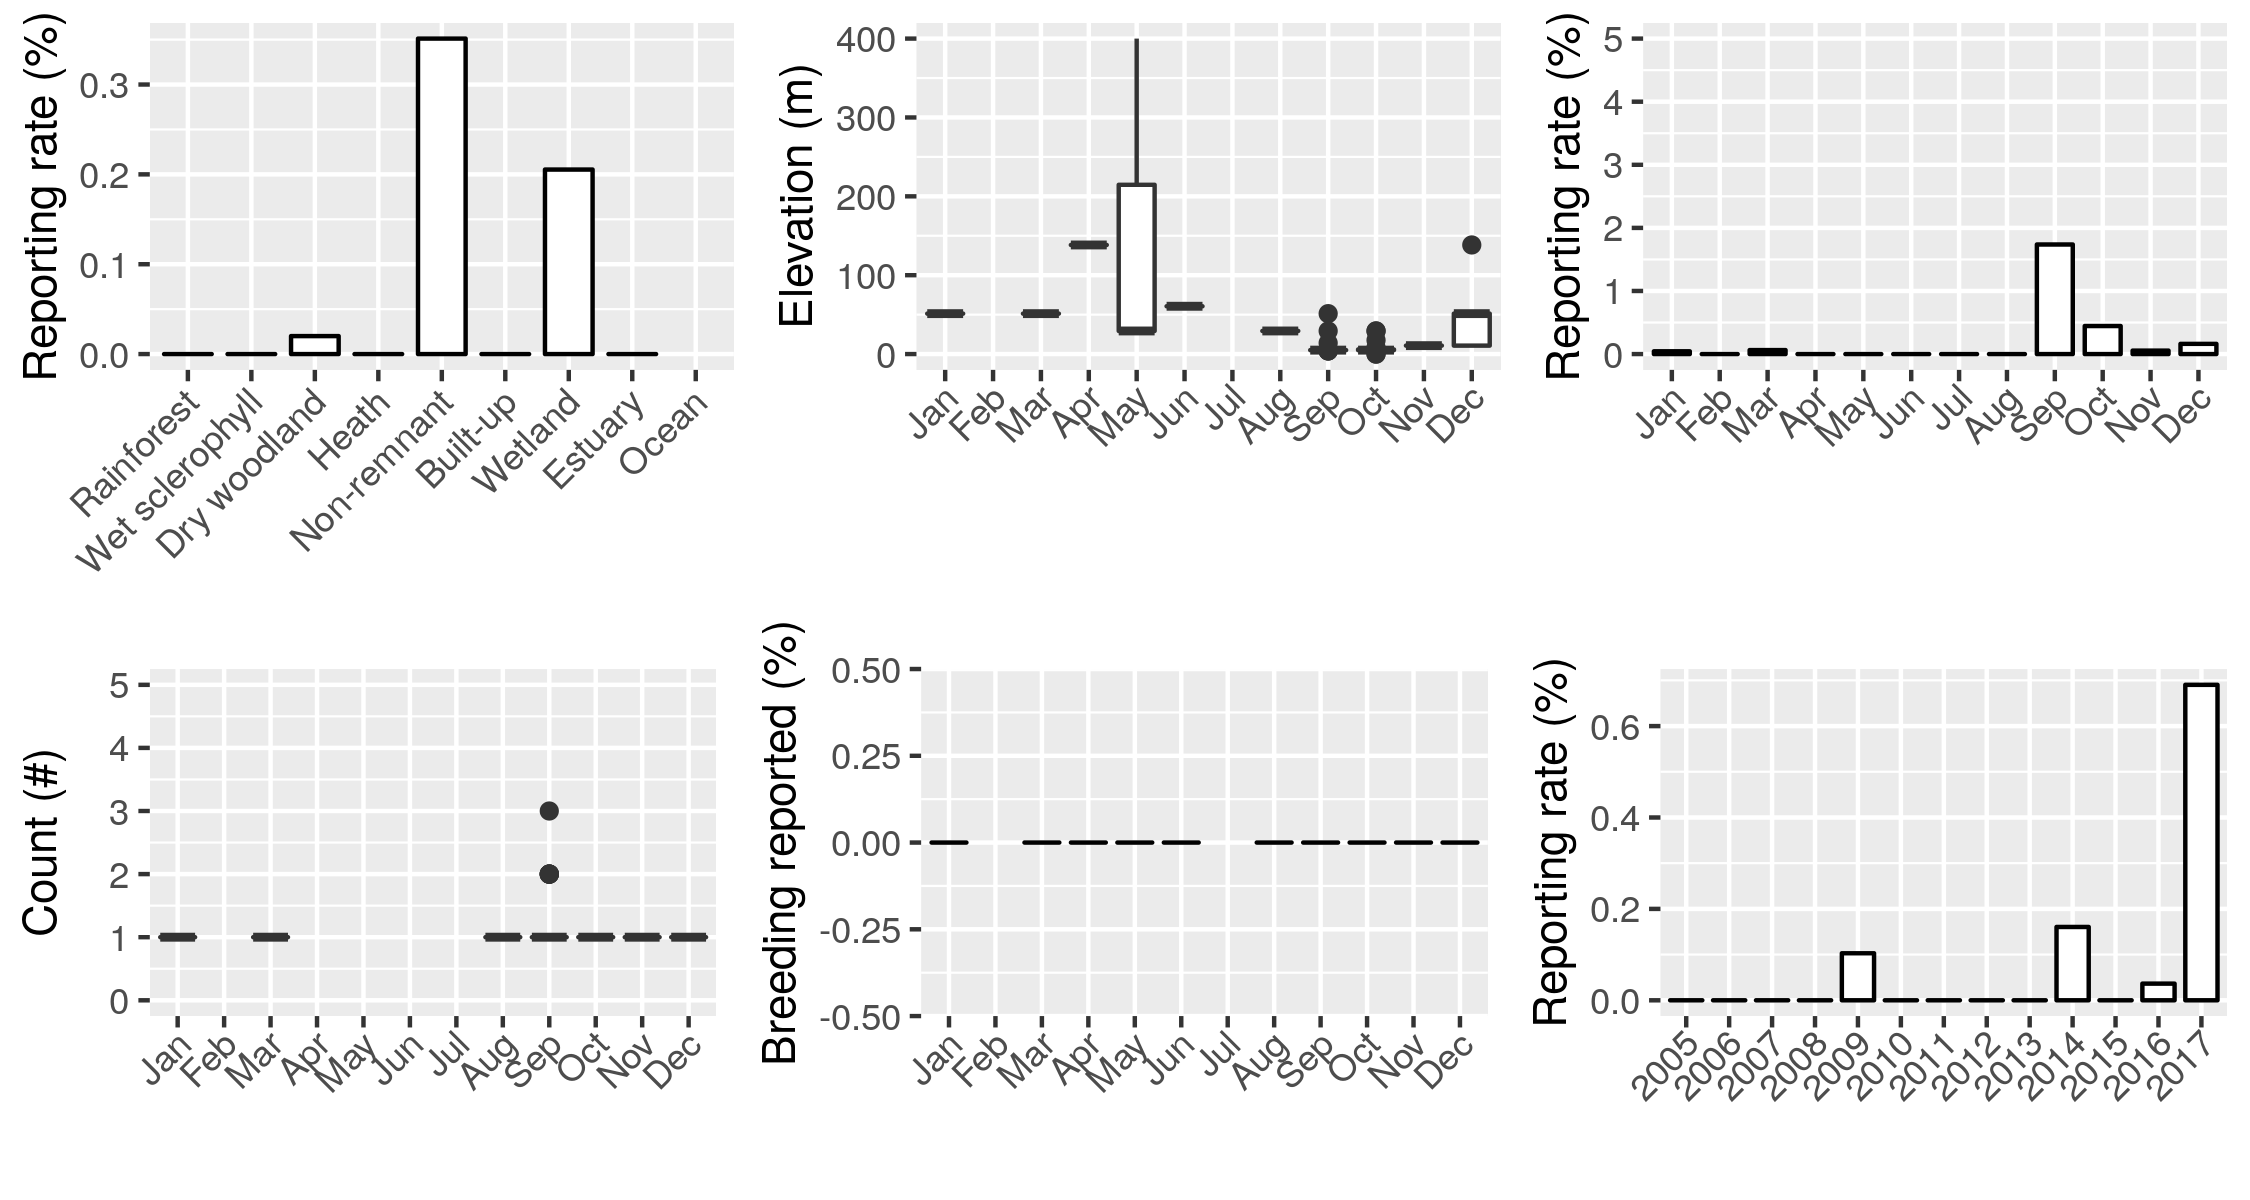 Reporting rate (%)
0.3
0.2
0.1
0.0
Rainforest
Wet sclerophyll
Dry woodland
Heath
Non-remnant
Built-up
Wetland
Estuary
Ocean
Elevation (m)
400
300
200
100
0
Jan
Feb
Mar
Apr
May
Jun
Jul
Aug
Sep
Oct
Nov
Dec
Reporting rate (%)
5
4
3
2
1
0
Jan
Feb
Mar
Apr
May
Jun
Jul
Aug
Sep
Oct
Nov
Dec
Count (#)
5
4
3
2
1
0
Jan
Feb
Mar
Apr
May
Jun
Jul
Aug
Sep
Oct
Nov
Dec
Breeding reported (%)
0.50
0.25
0.00
-0.25
-0.50
Jan
Feb
Mar
Apr
May
Jun
Jul
Aug
Sep
Oct
Nov
Dec
Reporting rate (%)
0.6
0.4
0.2
0.0
2005
2006
2007
2008
2009
2010
2011
2012
2013
2014
2015
2016
2017